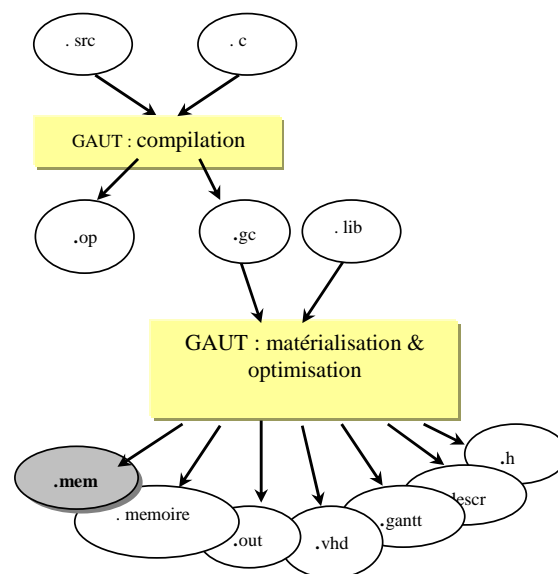 . src
. c
GAUT : compilation
.op
.gc
. lib
GAUT : matérialisation &
optimisation
.h
.mem
. memoire
.out
.vhd
.gantt